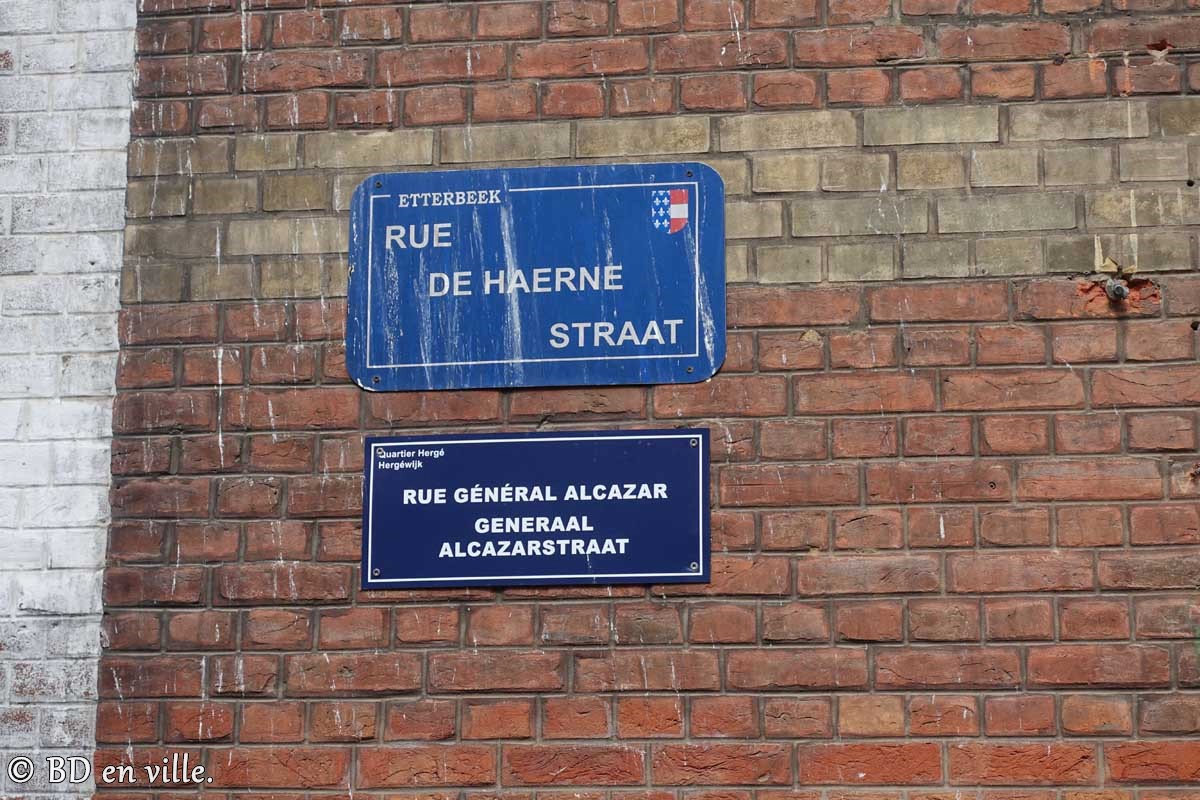 ETTERBEEK
RUE
DE HAERNE
STRAAT
Quartier Hergé
Hergéwijk
RUE GÉNÉRAL ALCAZAR
GENERAAL
ALCAZARSTRAAT
© BD en ville.